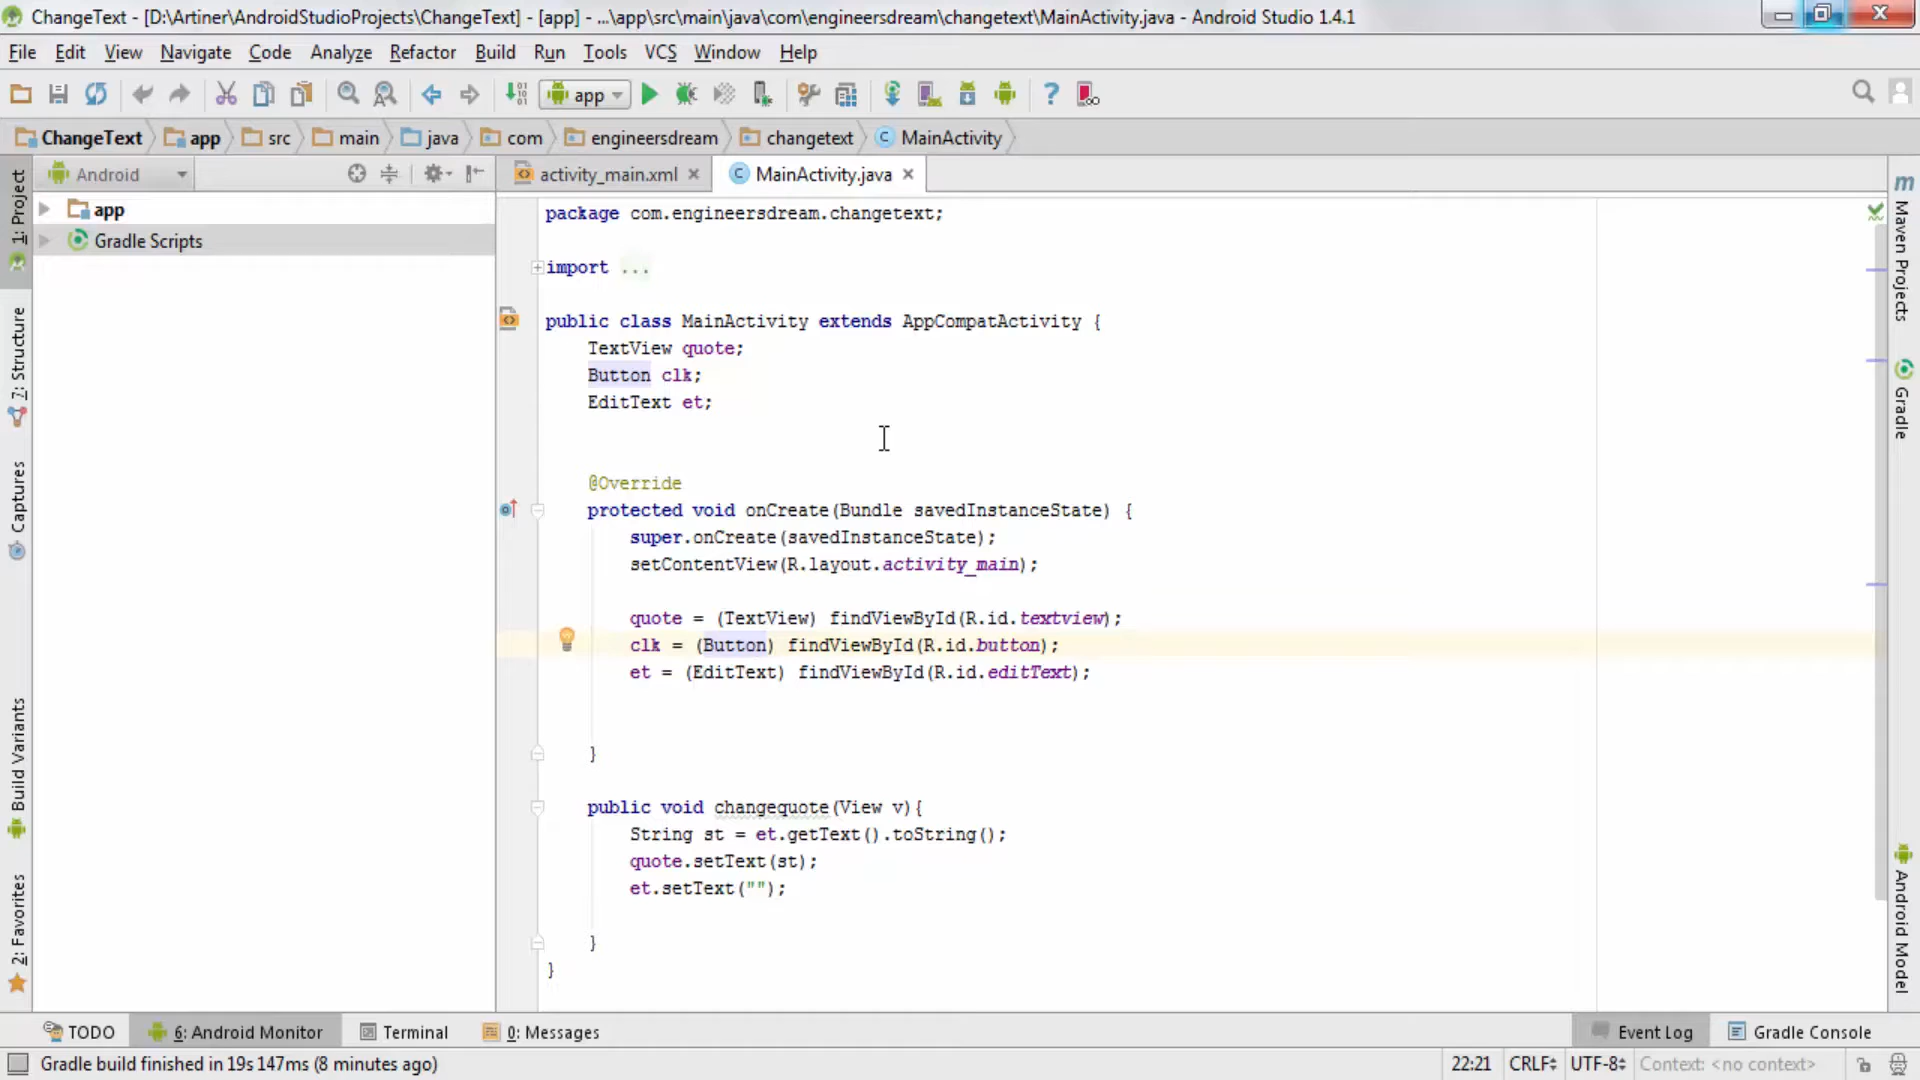 ChangeText - [D:\Artiner\AndroidStudioProjects\ChangeText] - [app] - ...\app\src\main\java\com\engineersdream\changetext\MainActivity.java - Android Studio 1.4.1
File Edit View Navigate Code Analyze Refactor Build Run Tools VCS Window Help
app
ChangeText app src main java com engineersdream changetext MainActivity
Android
activity_main.xml MainActivity.java
app
Gradle Scripts
1: Project
7: Structure
Captures
Build Variants
2: Favorites
package com.engineersdream.changetext;
import ...
public class MainActivity extends AppCompatActivity {
TextView quote;
Button clk;
EditText et;
@Override
protected void onCreate(Bundle savedInstanceState) {
super.onCreate(savedInstanceState);
setContentView(R.layout.activity_main);
quote = (TextView) findViewById(R.id.textview);
clk = (Button) findViewById(R.id.button);
et = (EditText) findViewById(R.id.editText);
}
public void changequote(View v){
String st = et.getText().toString();
quote.setText(st);
et.setText("");
}
}
Maven Projects
Gradle
Android Model
TODO 6: Android Monitor Terminal 0: Messages Event Log Gradle Console
Gradle build finished in 19s 147ms (8 minutes ago) 22:21 CRLF UTF-8 Context: <no context>